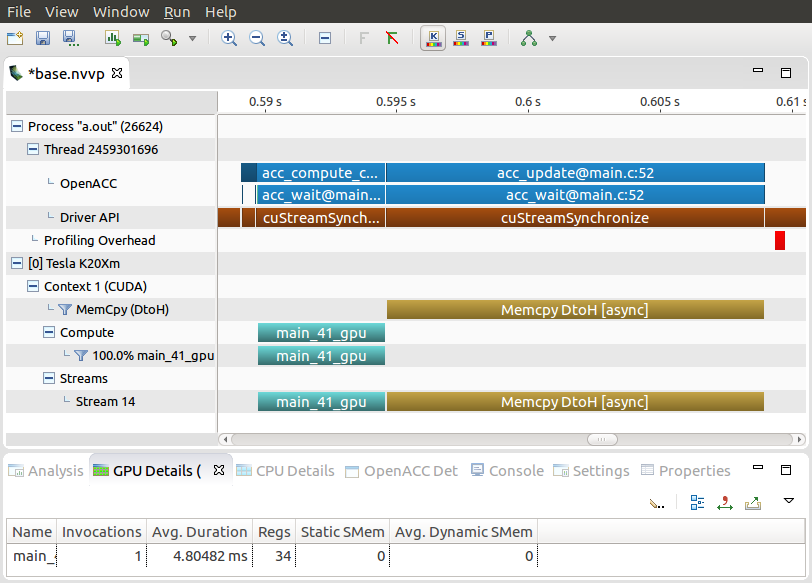 File View Window Run Help
*base.nvvp
0.59 s 0.595 s 0.6 s 0.605 s 0.61 s
Process "a.out" (26624)
Thread 2459301696
OpenACC
acc_compute_c... acc_update@main.c:52
acc_wait@main... acc_wait@main.c:52
Driver API cuStreamSynch... cuStreamSynchronize
Profiling Overhead
[0] Tesla K20Xm
Context 1 (CUDA)
MemCpy (DtoH) Memcpy DtoH [async]
Compute main_41_gpu
100.0% main_41_gpu main_41_gpu
Streams
Stream 14 main_41_gpu Memcpy DtoH [async]
Analysis GPU Details ( CPU Details OpenACC Det Console Settings Properties
Name Invocations Avg. Duration Regs Static SMem Avg. Dynamic SMem
main_4 1 4.80482 ms 34 0 0